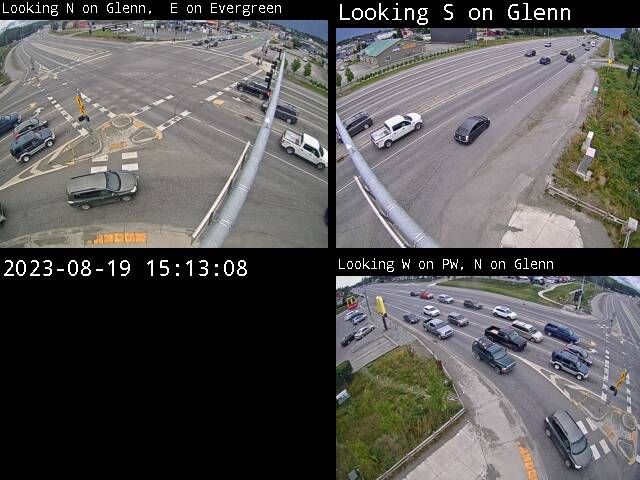 Looking N on Glenn, E on Evergreen
Looking S on Glenn
2023-08-19 15:13:08
Looking W on PW, N on Glenn